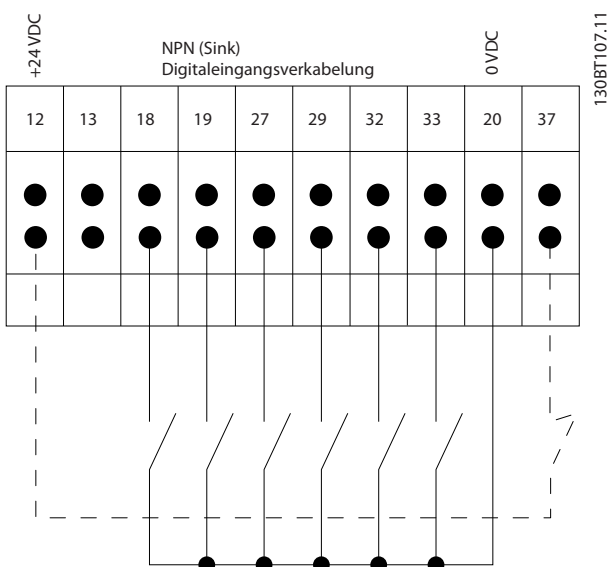 +24 VDC
NPN (Sink)
Digitaleingangsverkabelung
0 VDC
130BT107.11
12 13 18 19 27 29 32 33 20 37